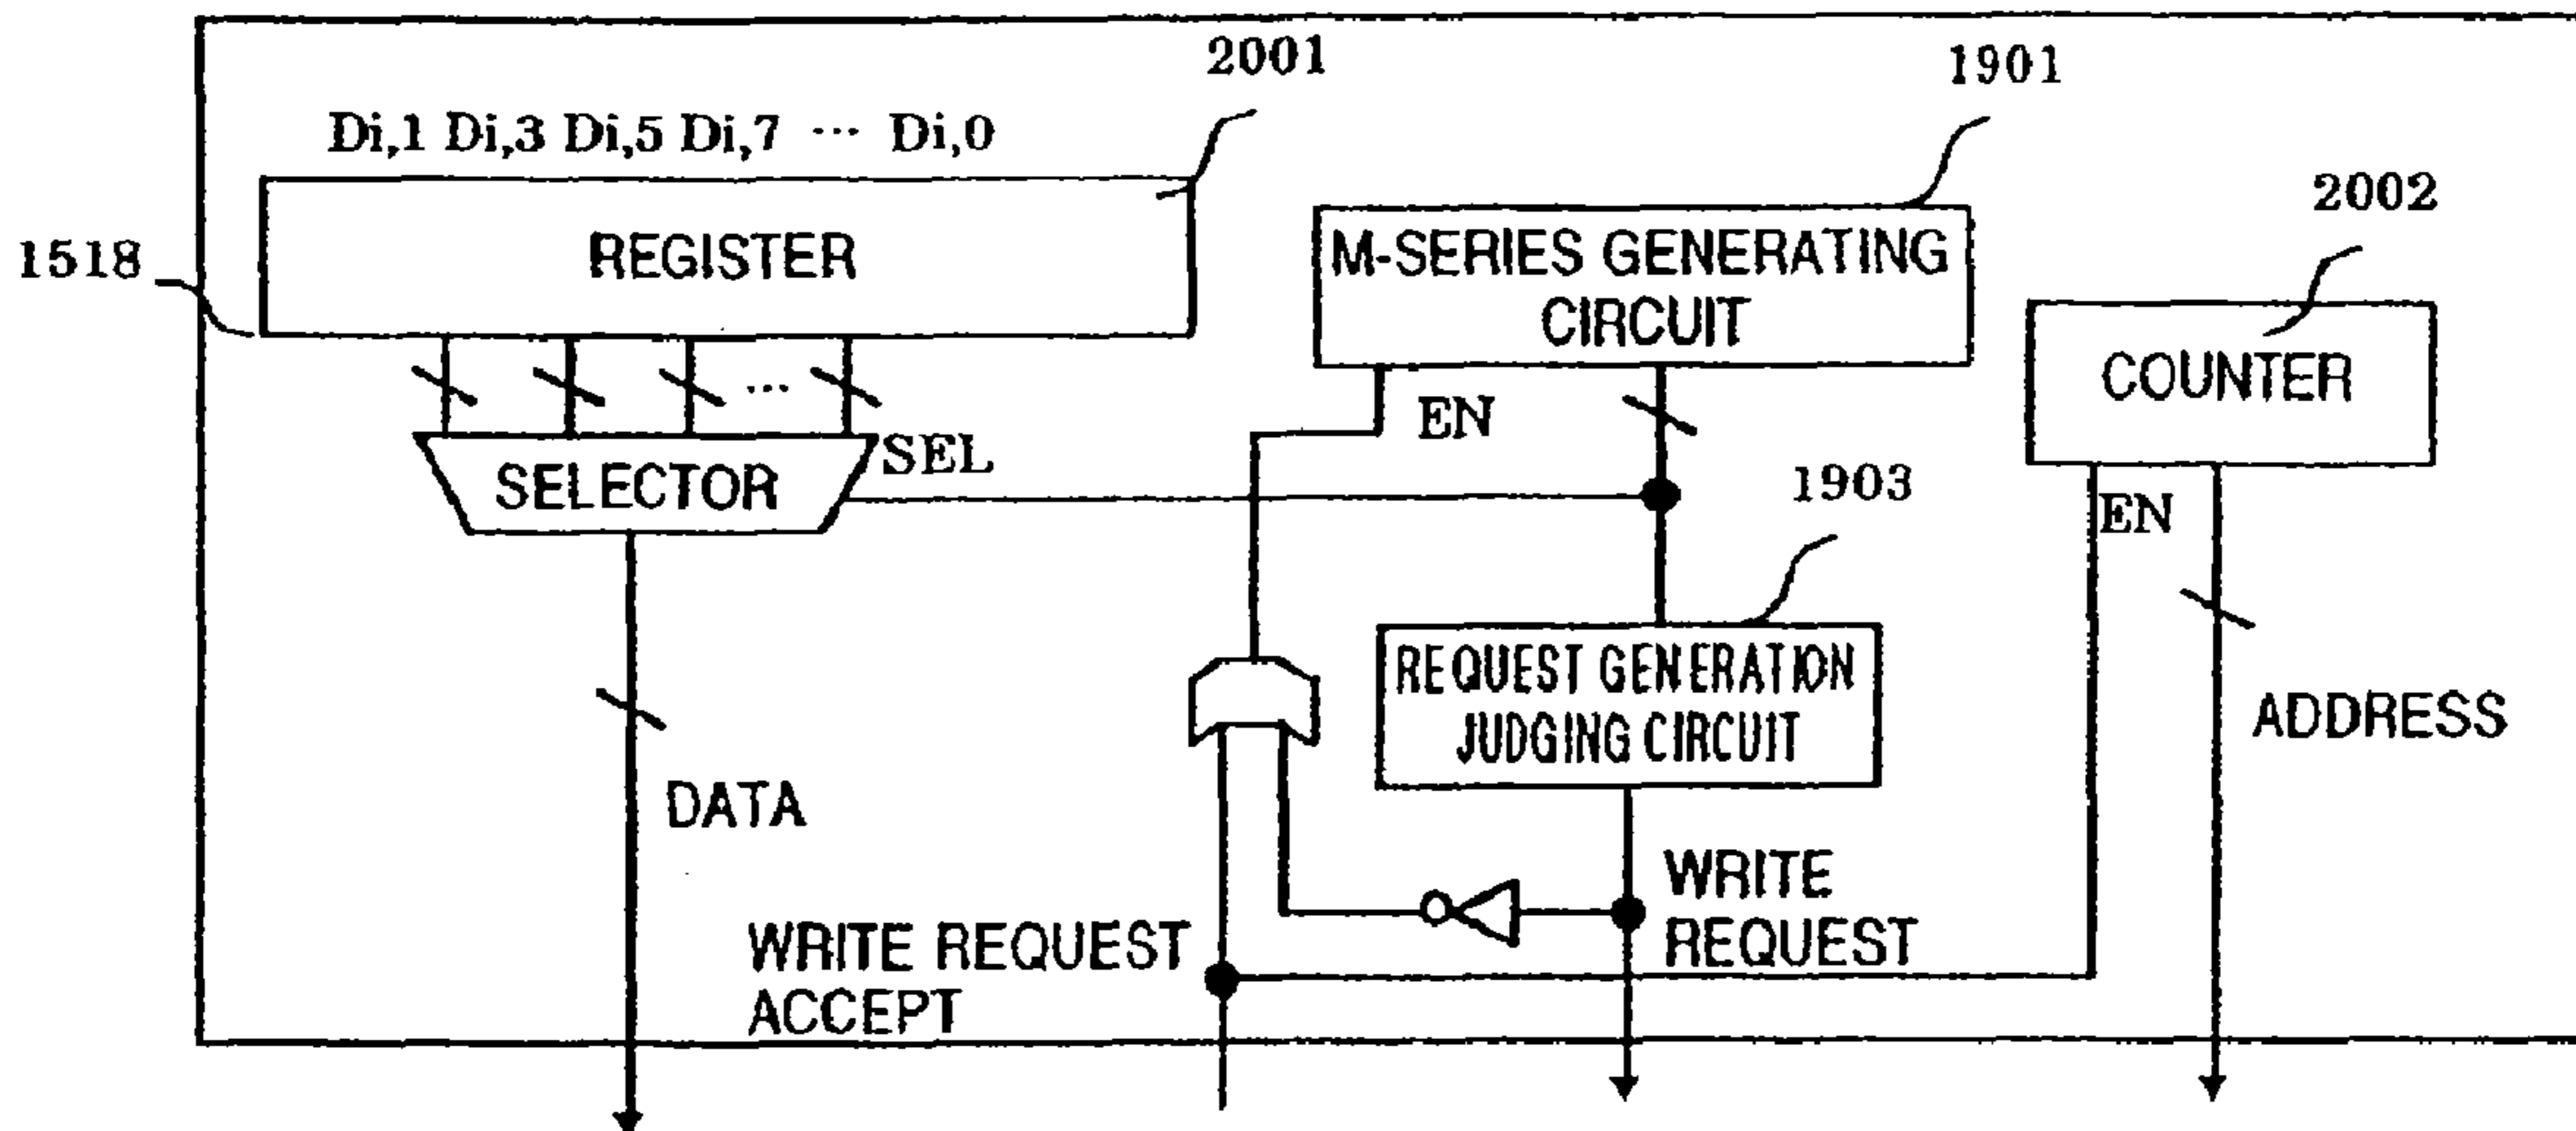 2001
1901
Di,1 Di,3 Di,5 Di,7 ··· Di,0
2002
1518
REGISTER
M-SERIES GENERATING
CIRCUIT
COUNTER
...
EN
SEL
SELECTOR
1903
EN
REQUEST GENERATION
JUDGING CIRCUIT
ADDRESS
DATA
WRITE
REQUEST
WRITE REQUEST
ACCEPT